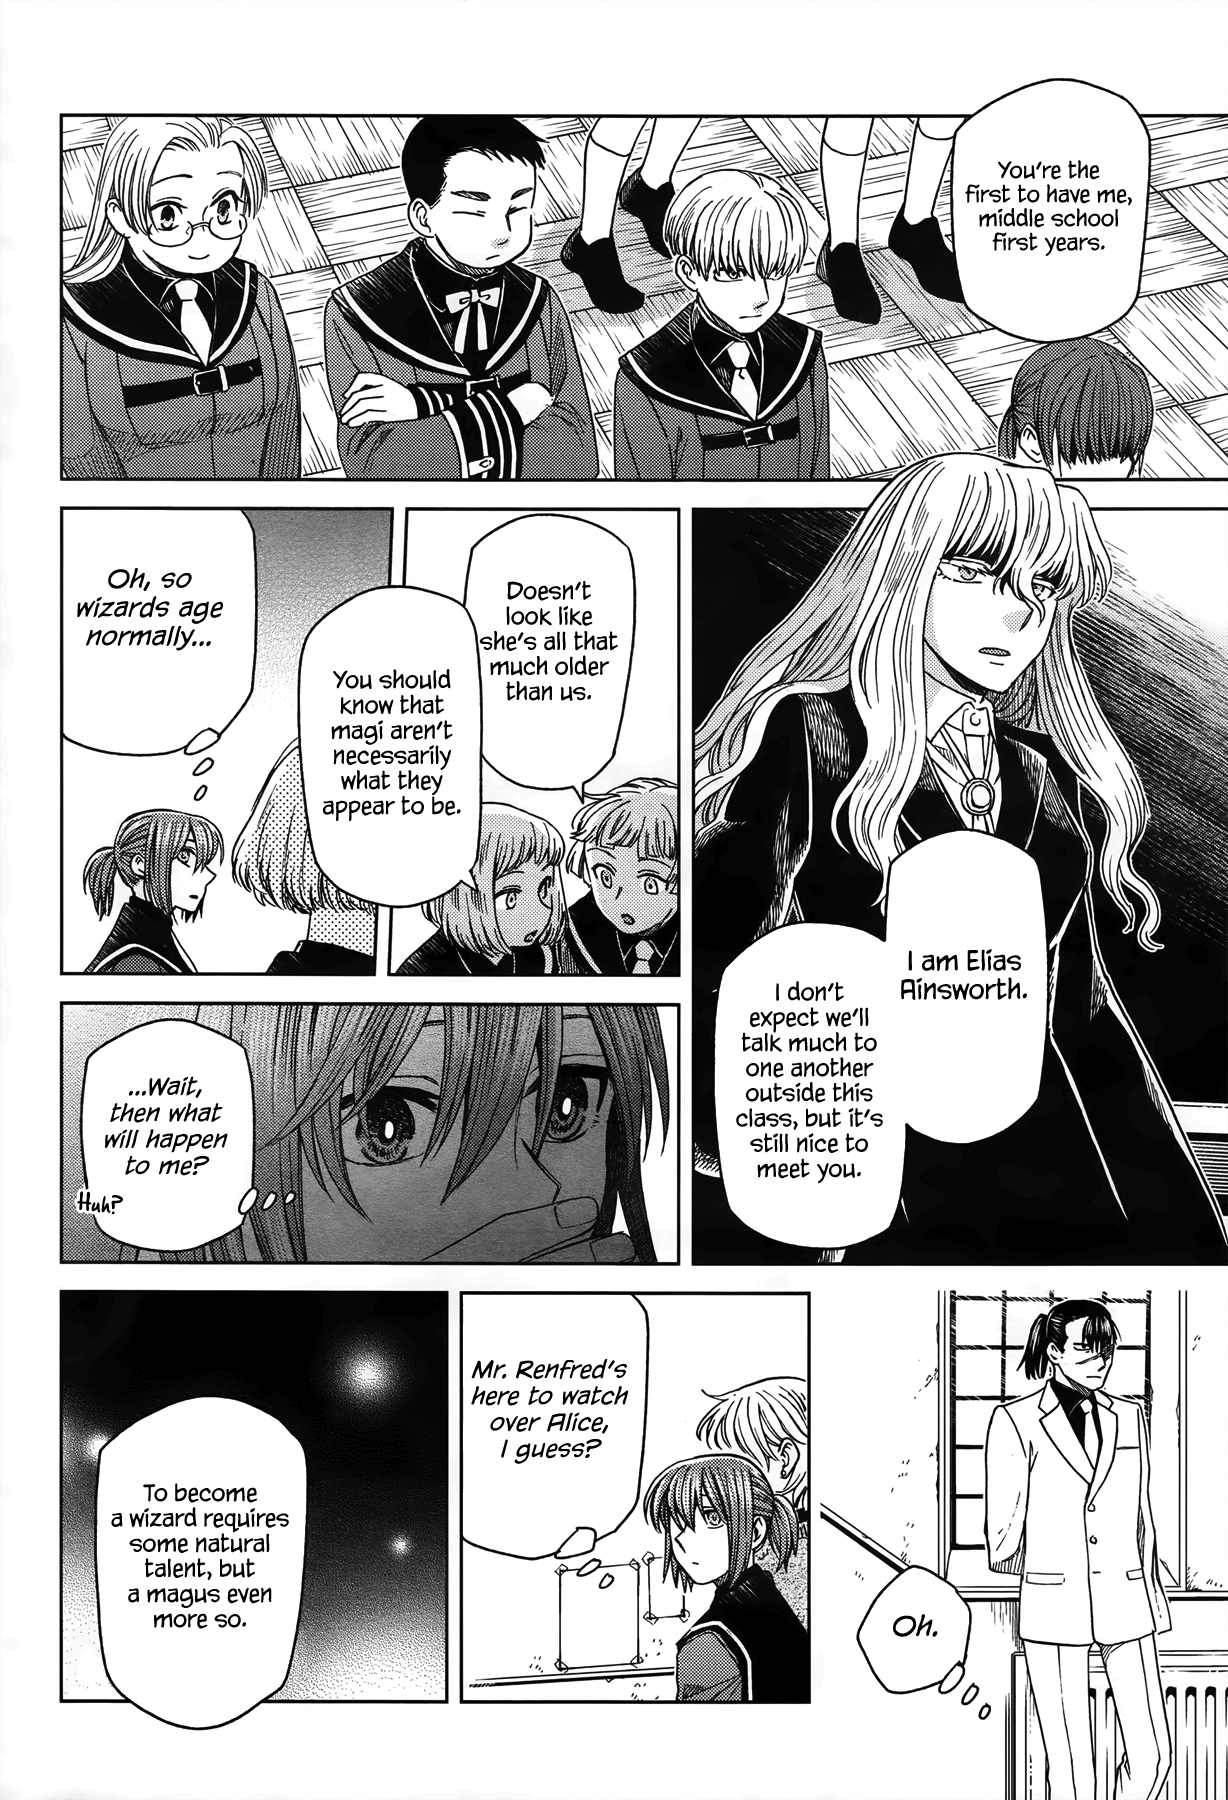 You're the
first to have me,
middle school
first years.
I am Elias
Ainsworth.
I don't
expect we'll
talk much to
one another
outside this
class, but it's
still nice to
meet you.
Doesn't
look like
she's all that
much older
than us.
You should
know that
magi aren't
necessarily
what they
appear to be.
Oh, so
wizards age
normally...
...Wait,
then what
will happen
to me?
Huh?
Oh.
Mr. Renfred's
here to watch
over Alice,
I guess?
To become
a wizard requires
some natural
talent, but
a magus even
more so.